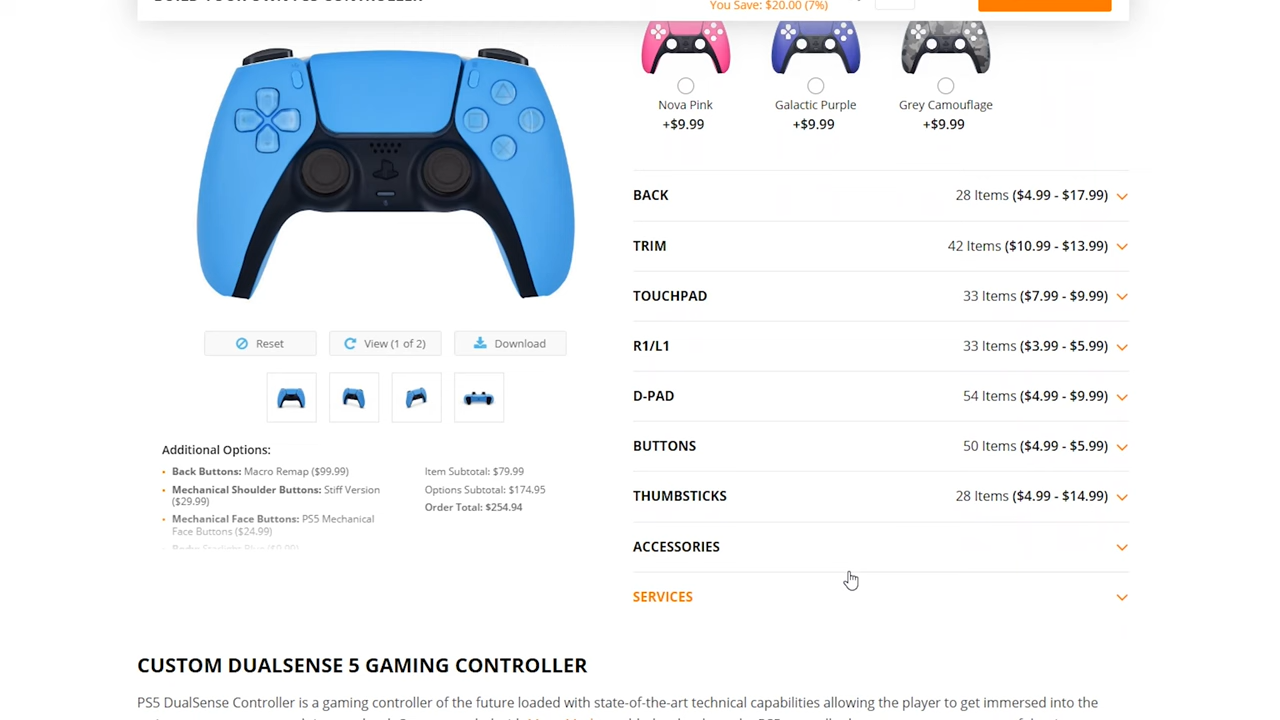 BUILD YOUR OWN PS5 CONTROLLER
You Save: $20.00 (7%)
Nova Pink
+$9.99
Galactic Purple
+$9.99
Grey Camouflage
+$9.99
BACK 28 Items ($4.99 - $17.99)
TRIM 42 Items ($10.99 - $13.99)
TOUCHPAD 33 Items ($7.99 - $9.99)
R1/L1 33 Items ($3.99 - $5.99)
D-PAD 54 Items ($4.99 - $9.99)
BUTTONS 50 Items ($4.99 - $5.99)
THUMBSTICKS 28 Items ($4.99 - $14.99)
ACCESSORIES
SERVICES
Reset
View (1 of 2)
Download
Additional Options:
• Back Buttons: Macro Remap ($99.99)
• Mechanical Shoulder Buttons: Stiff Version
($29.99)
• Mechanical Face Buttons: PS5 Mechanical
Face Buttons ($24.99)
Item Subtotal: $79.99
Options Subtotal: $174.95
Order Total: $254.94
CUSTOM DUALSENSE 5 GAMING CONTROLLER
PS5 DualSense Controller is a gaming controller of the future loaded with state-of-the-art technical capabilities allowing the player to get immersed into the